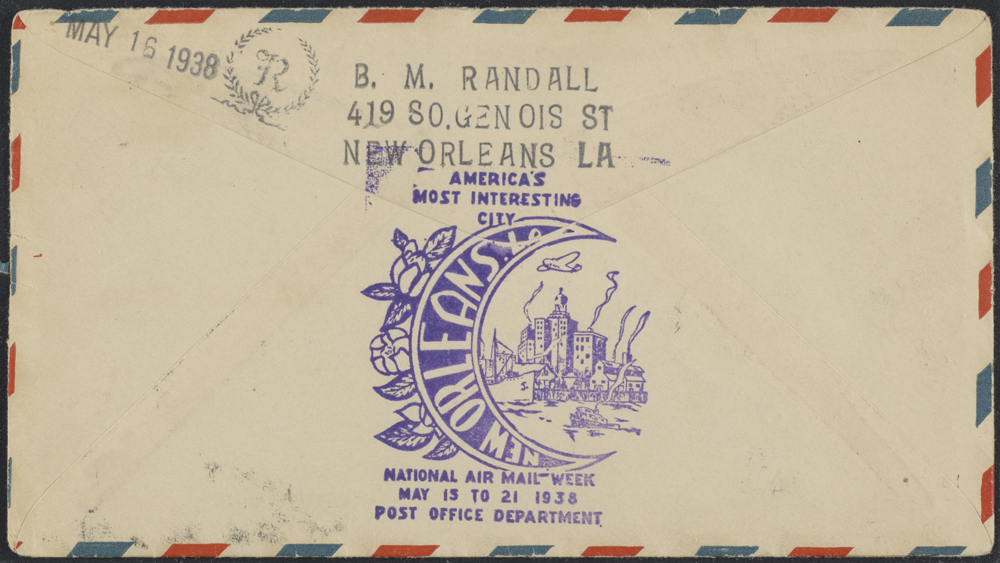 MAY 16 1938
R
B. M. RANDALL
419 SO. GENOIS ST
NEW ORLEANS LA
AMERICA'S
MOST INTERESTING
CITY
NEW ORLEANS. La
NATIONAL AIR MAIL WEEK
MAY 15 TO 21 1938
POST OFFICE DEPARTMENT